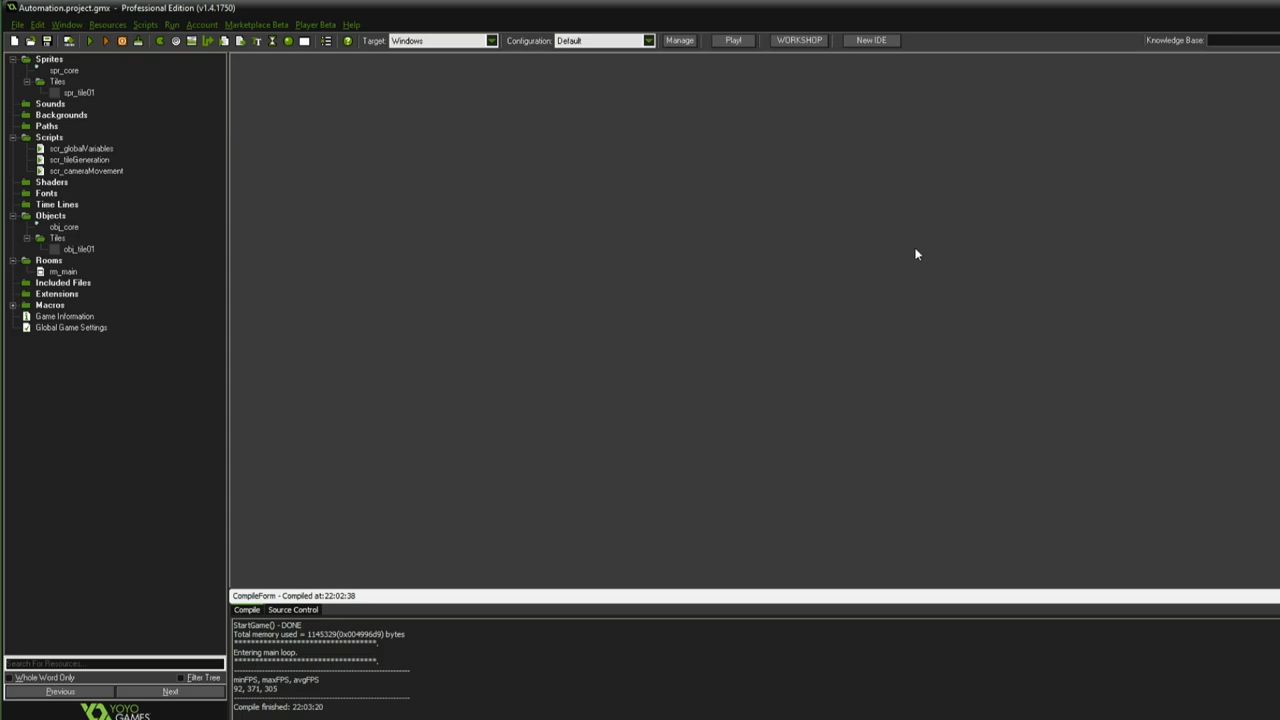 Automation.project.gmx - Professional Edition (v1.4.1750)
File Edit Window Resources Scripts Run Account Marketplace Beta Player Beta Help
Target: Windows Configuration: Default Manage Play! WORKSHOP New IDE Knowledge Base:
Sprites
spr_core
Tiles
spr_tile01
Sounds
Backgrounds
Paths
Scripts
scr_globalVariables
scr_tileGeneration
scr_cameraMovement
Shaders
Fonts
Time Lines
Objects
obj_core
Tiles
obj_tile01
Rooms
rm_main
Included Files
Extensions
Macros
Game Information
Global Game Settings
CompileForm - Compiled at:22:02:38
Compile Source Control
StartGame() - DONE
Total memory used = 1145329(0x004996d9) bytes
**********************************.
Entering main loop.
**********************************.
--------------------------------------------------
minFPS, maxFPS, avgFPS
92, 371, 305
--------------------------------------------------
Compile finished: 22:03:20
Search For Resources...
Whole Word Only Filter Tree
Previous Next
YOYO
GAMES